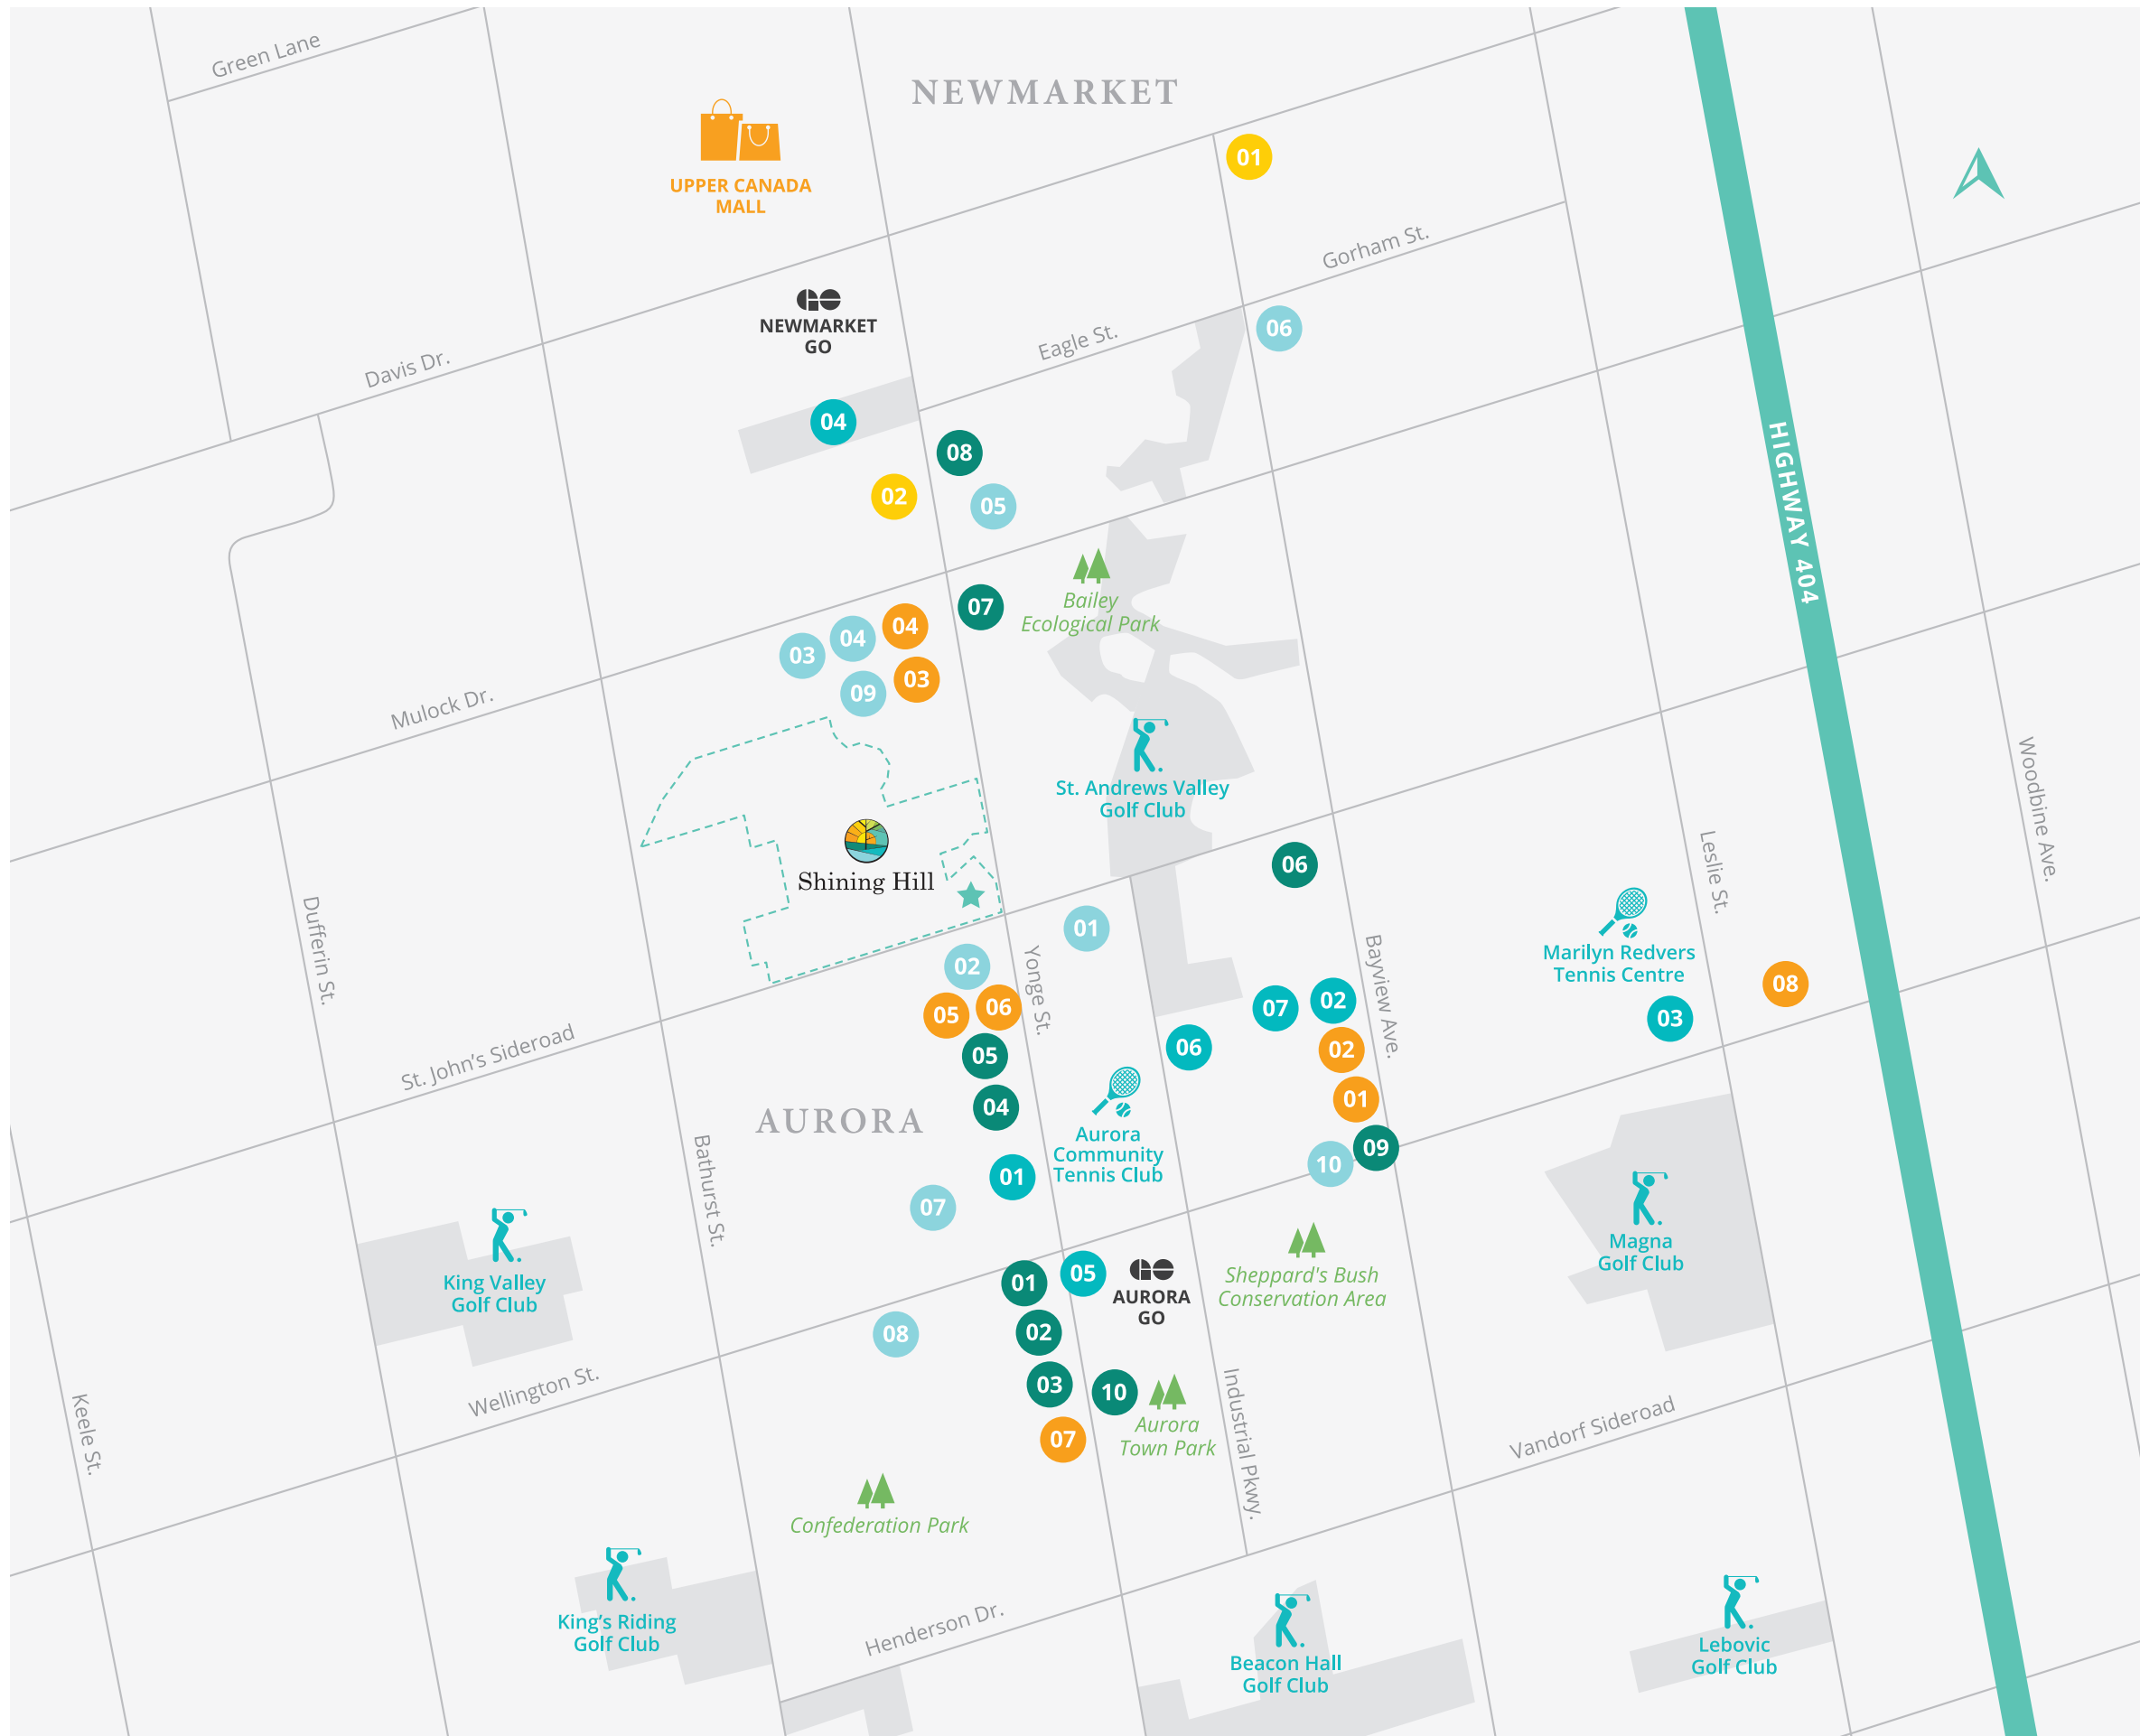 Green Lane
NEWMARKET
UPPER CANADA
MALL
01
Gorham St.
NEWMARKET
GO
06
Eagle St.
Davis Dr.
04
08
HIGHWAY 404
02
05
Bailey
Ecological Park
07
04
04
03
03
09
Mulock Dr.
St. Andrews Valley
Golf Club
Woodbine Ave.
Shining Hill
06
Leslie St.
Dufferin St.
01
Marilyn Redvers
Tennis Centre
02
Yonge St.
Bayview Ave.
08
05
06
07
02
03
St. John’s Sideroad
05
06
02
04
01
AURORA
Aurora
Community
Tennis Club
09
10
Bathurst St.
01
07
King Valley
Golf Club
Magna
Golf Club
Sheppard's Bush
Conservation Area
01
05
AURORA
GO
02
08
Wellington St.
03
10
Keele St.
Industrial Pkwy.
Vandorf Sideroad
Aurora
Town Park
07
Confederation Park
King’s Riding
Golf Club
Henderson Dr.
Beacon Hall
Golf Club
Lebovic
Golf Club